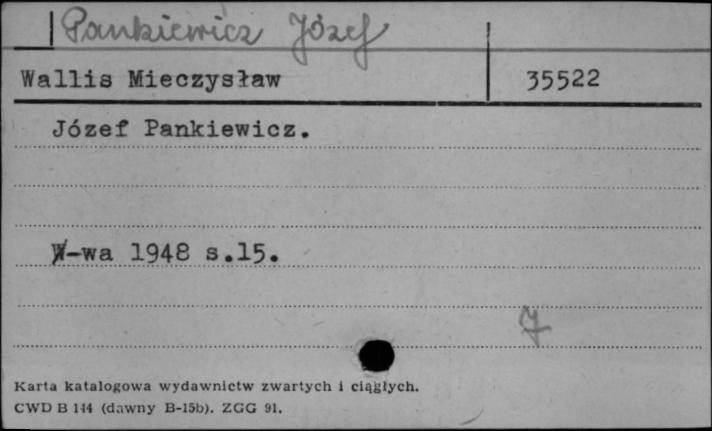 Pankiewicz Józef
Wallis Mieczysław 35522
Józef Pankiewicz.
W-wa 1948 s.15.
7
Karta katalogowa wydawnictw zwartych i ciągłych.
CWD B 144 (dawny B-15b). ZGG 91.